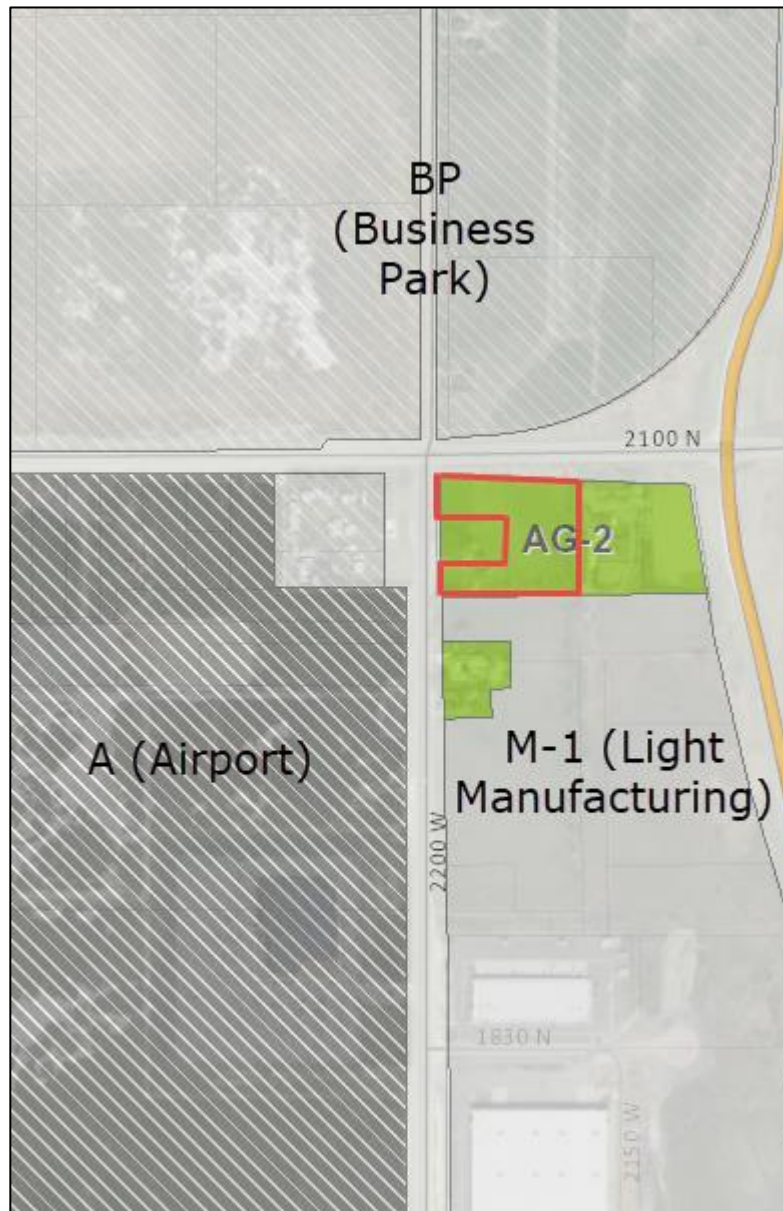 BP
(Business
Park)
2100 N
AG-2
A (Airport)
M-1 (Light
Manufacturing)
2200 W
1830 N
2150 W